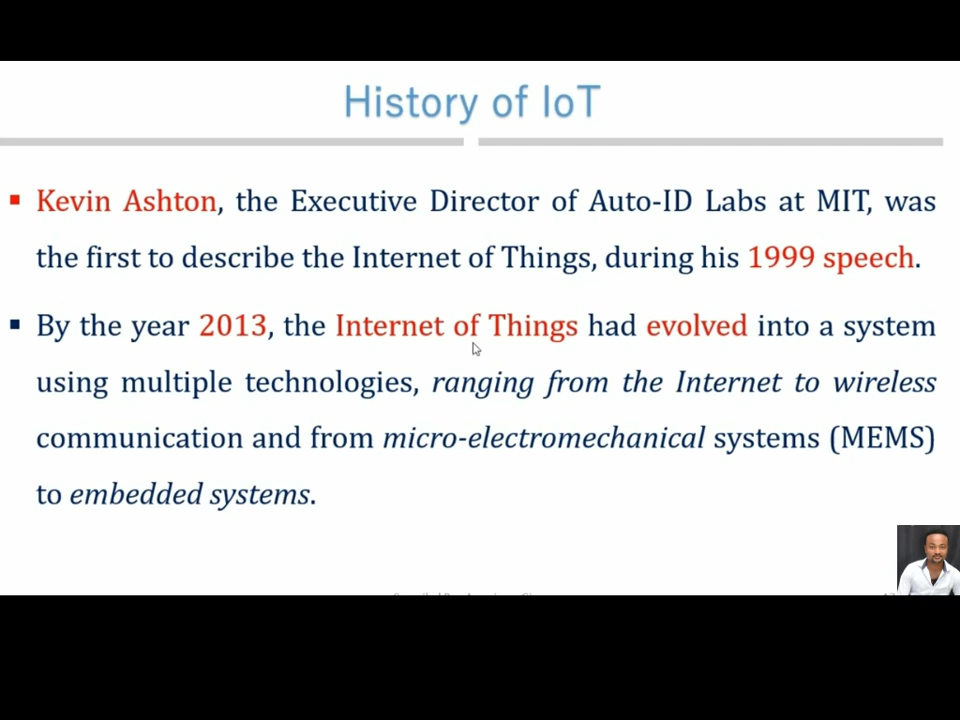 History of IoT
Kevin Ashton, the Executive Director of Auto-ID Labs at MIT, was
the first to describe the Internet of Things, during his 1999 speech.
By the year 2013, the Internet of Things had evolved into a system
using multiple technologies, ranging from the Internet to wireless
communication and from micro-electromechanical systems (MEMS)
to embedded systems.